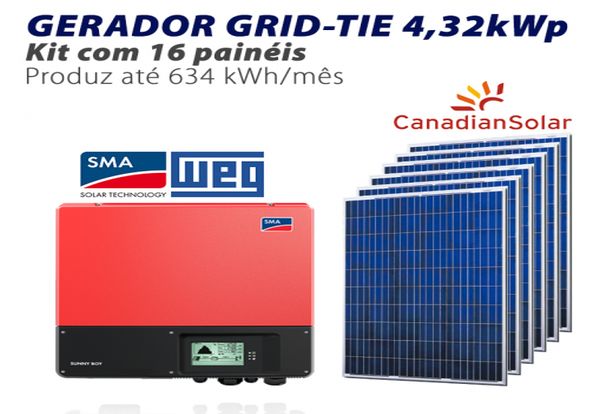 GERADOR GRID-TIE 4,32kWp
Kit com 16 painéis
Produz até 634 kWh/mês
CanadianSolar
SMA
SOLAR TECHNOLOGY
WEG
SMA
SUNNY BOY